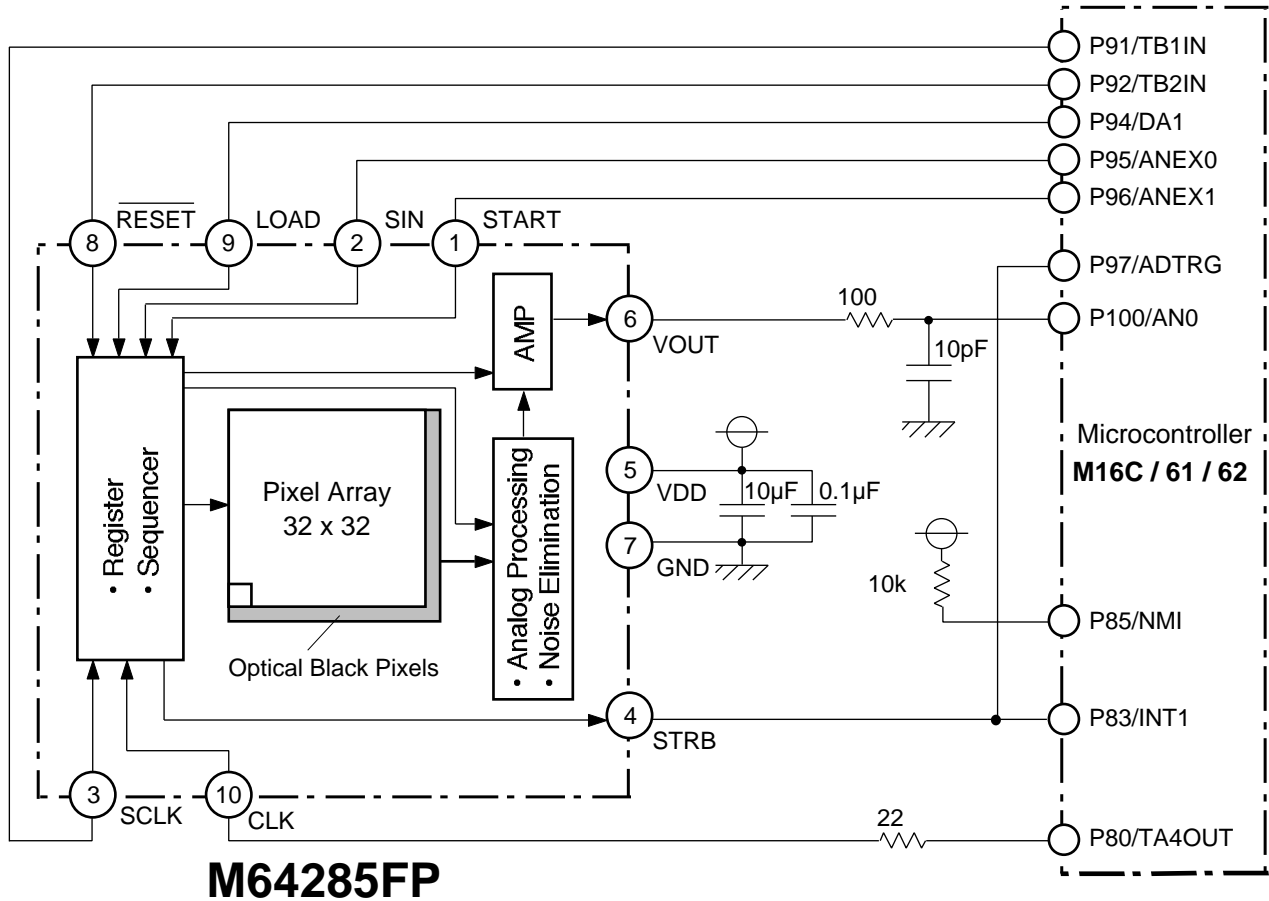 P91/TB1IN
P92/TB2IN
P94/DA1
P95/ANEX0
P96/ANEX1
RESET
LOAD
SIN
START
8
9
2
1
P97/ADTRG
100
P100/AN0
6
VOUT
10pF
AMP
Microcontroller
M16C / 61 / 62
• Register
• Sequencer
Pixel Array
32 x 32
• Analog Processing
• Noise Elimination
5
VDD
10µF
0.1µF
7
GND
10k
P85/NMI
Optical Black Pixels
4
STRB
P83/INT1
3
SCLK
10
CLK
22
P80/TA4OUT
M64285FP